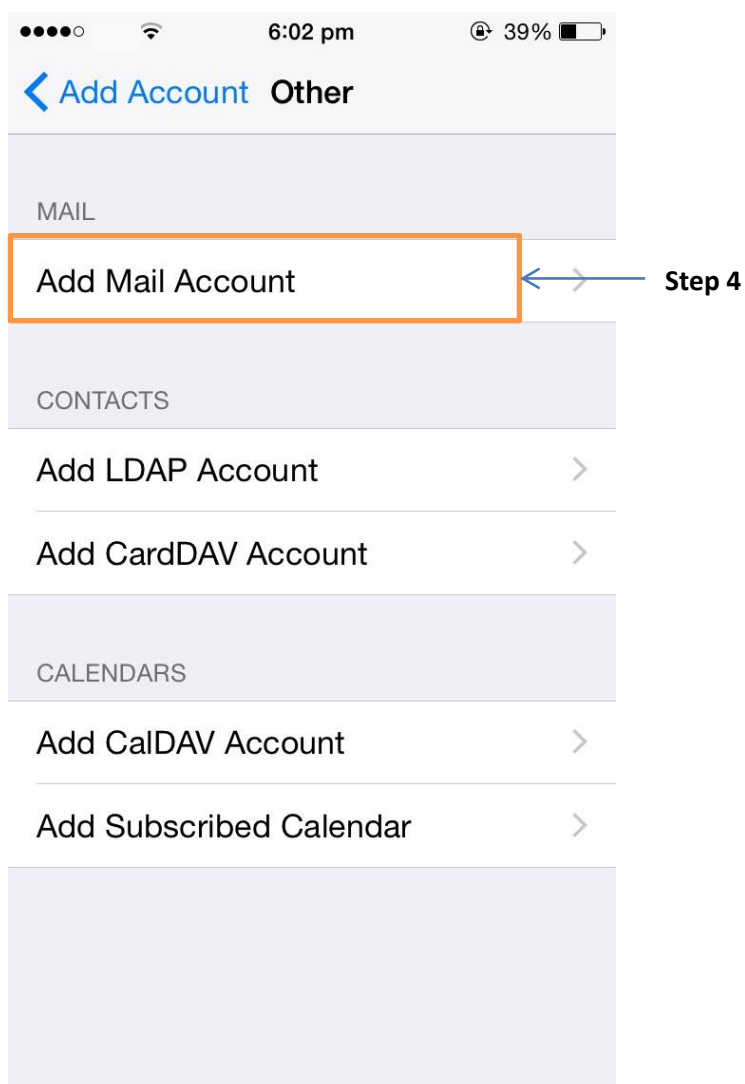 6:02 pm 39%
Add Account Other
MAIL
Add Mail Account
Step 4
CONTACTS
Add LDAP Account
Add CardDAV Account
CALENDARS
Add CalDAV Account
Add Subscribed Calendar